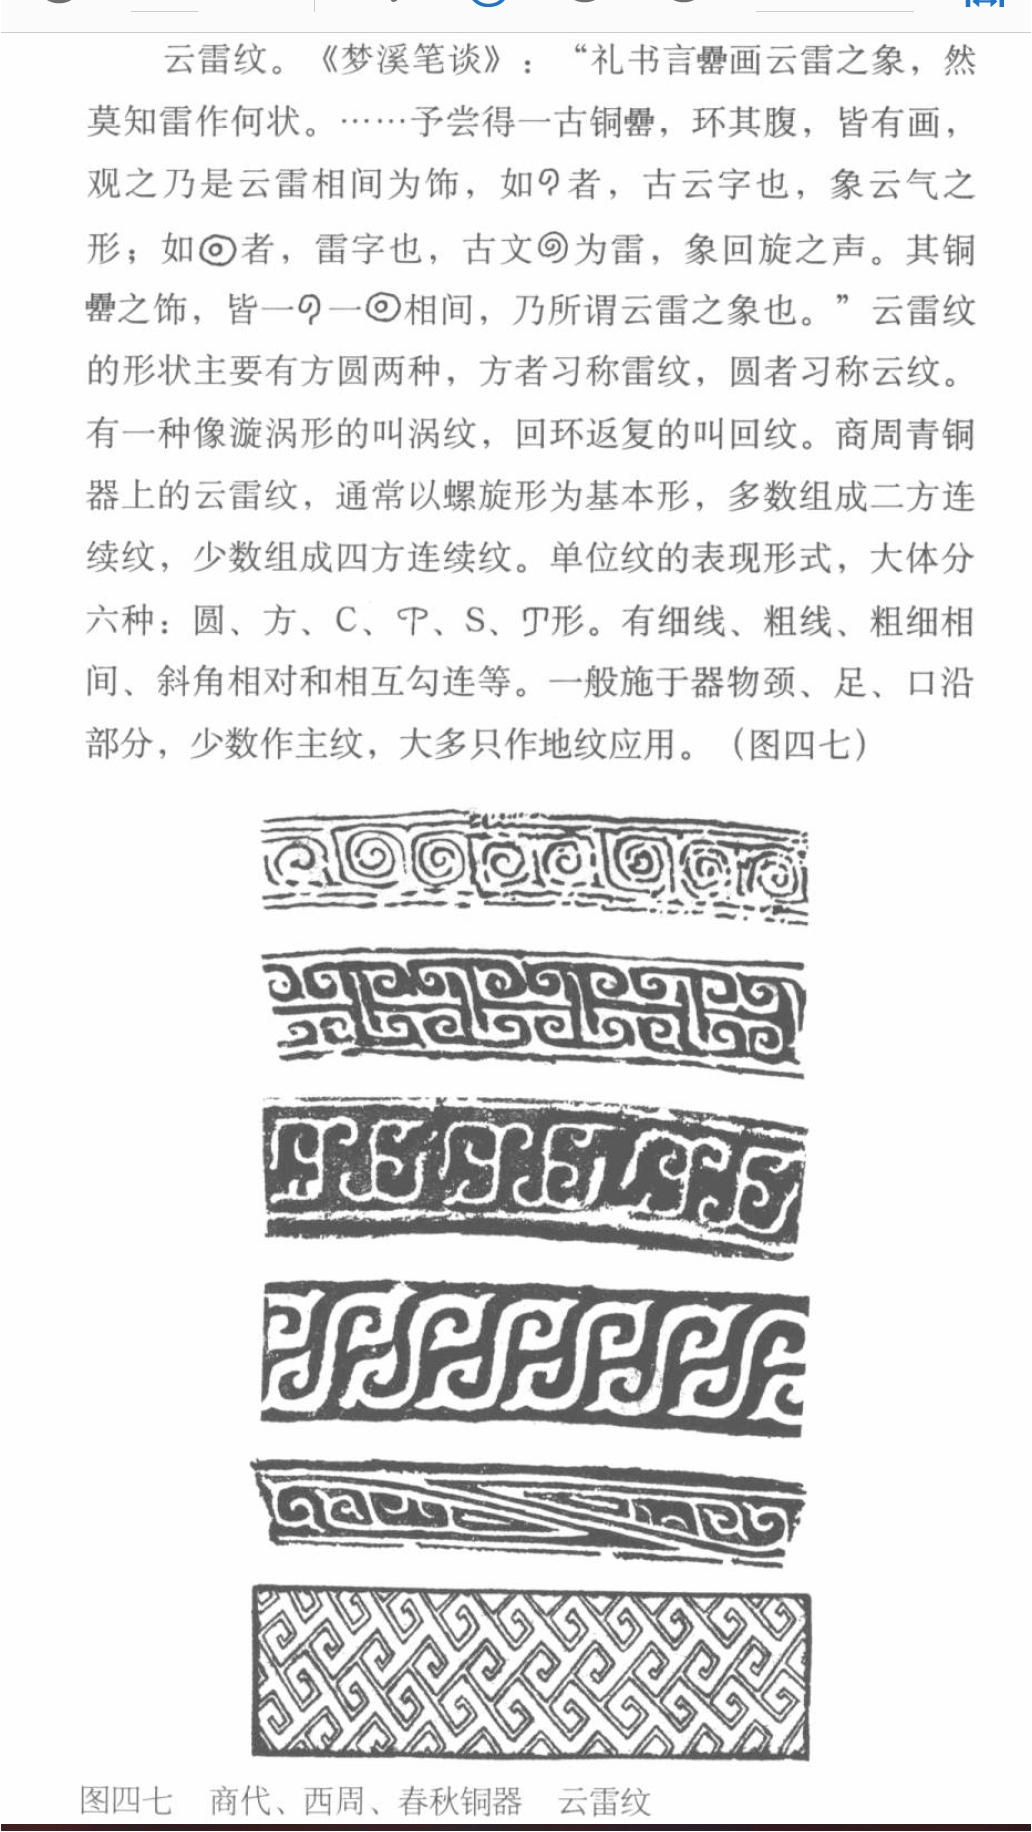 云雷纹。《梦溪笔谈》:“礼书言罍画云雷之象，然
莫知雷作何状。……予尝得一古铜罍，环其腹，皆有画，
观之乃是云雷相间为饰，如者，古云字也，象云气之
形；如者，雷字也，古文为雷，象回旋之声。其铜
罍之饰，皆一一相间，乃所谓云雷之象也。”云雷纹
的形状主要有方圆两种，方者习称雷纹，圆者习称云纹。
有一种像漩涡形的叫涡纹，回环返复的叫回纹。商周青铜
器上的云雷纹，通常以螺旋形为基本形，多数组成二方连
续纹，少数组成四方连续纹。单位纹的表现形式，大体分
六种：圆、方、C、、S、形。有细线、粗线、粗细相
间、斜角相对和相互勾连等。一般施于器物颈、足、口沿
部分，少数作主纹，大多只作地纹应用。（图四七）
图四七 商代、西周、春秋铜器 云雷纹